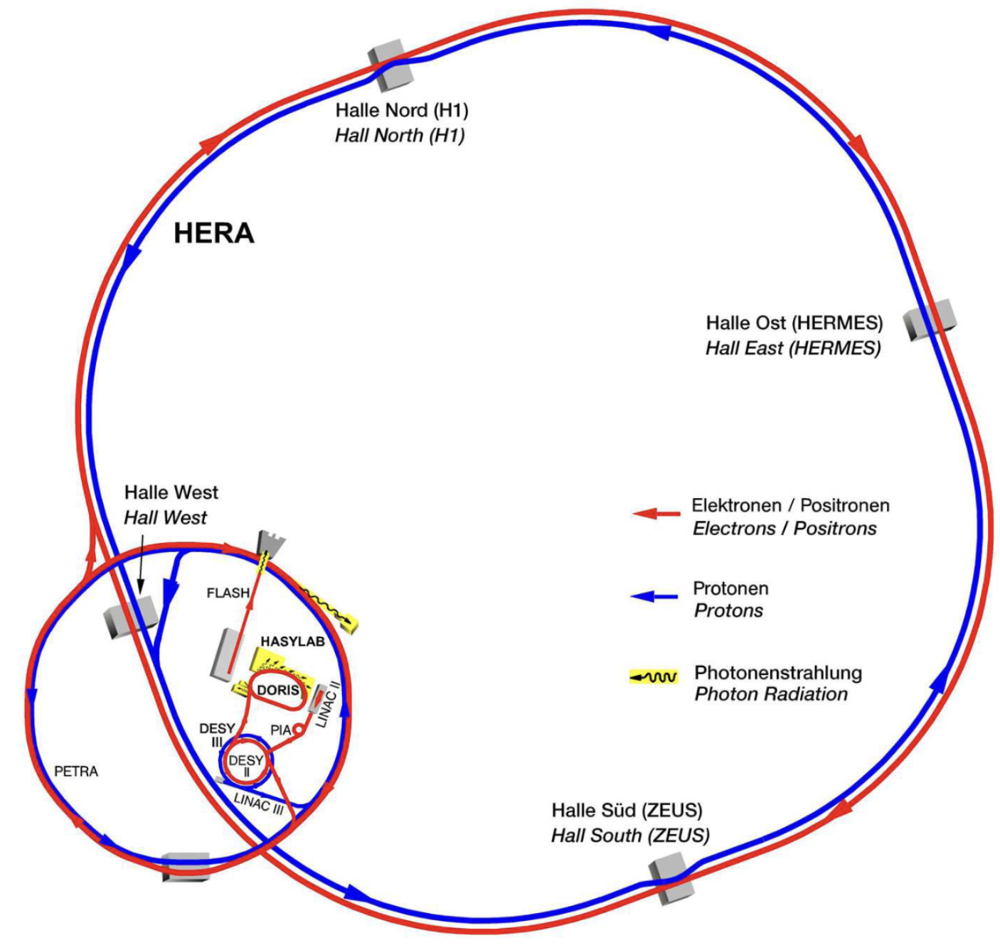 Halle Nord (H1)
Hall North (H1)
HERA
Halle Ost (HERMES)
Hall East (HERMES)
Halle West
Hall West
Elektronen / Positronen
Electrons / Positrons
Protonen
Protons
Photonenstrahlung
Photon Radiation
FLASH
HASYLAB
DORIS
LINAC II
PIA
DESY
III
DESY
II
LINAC III
PETRA
Halle Süd (ZEUS)
Hall South (ZEUS)